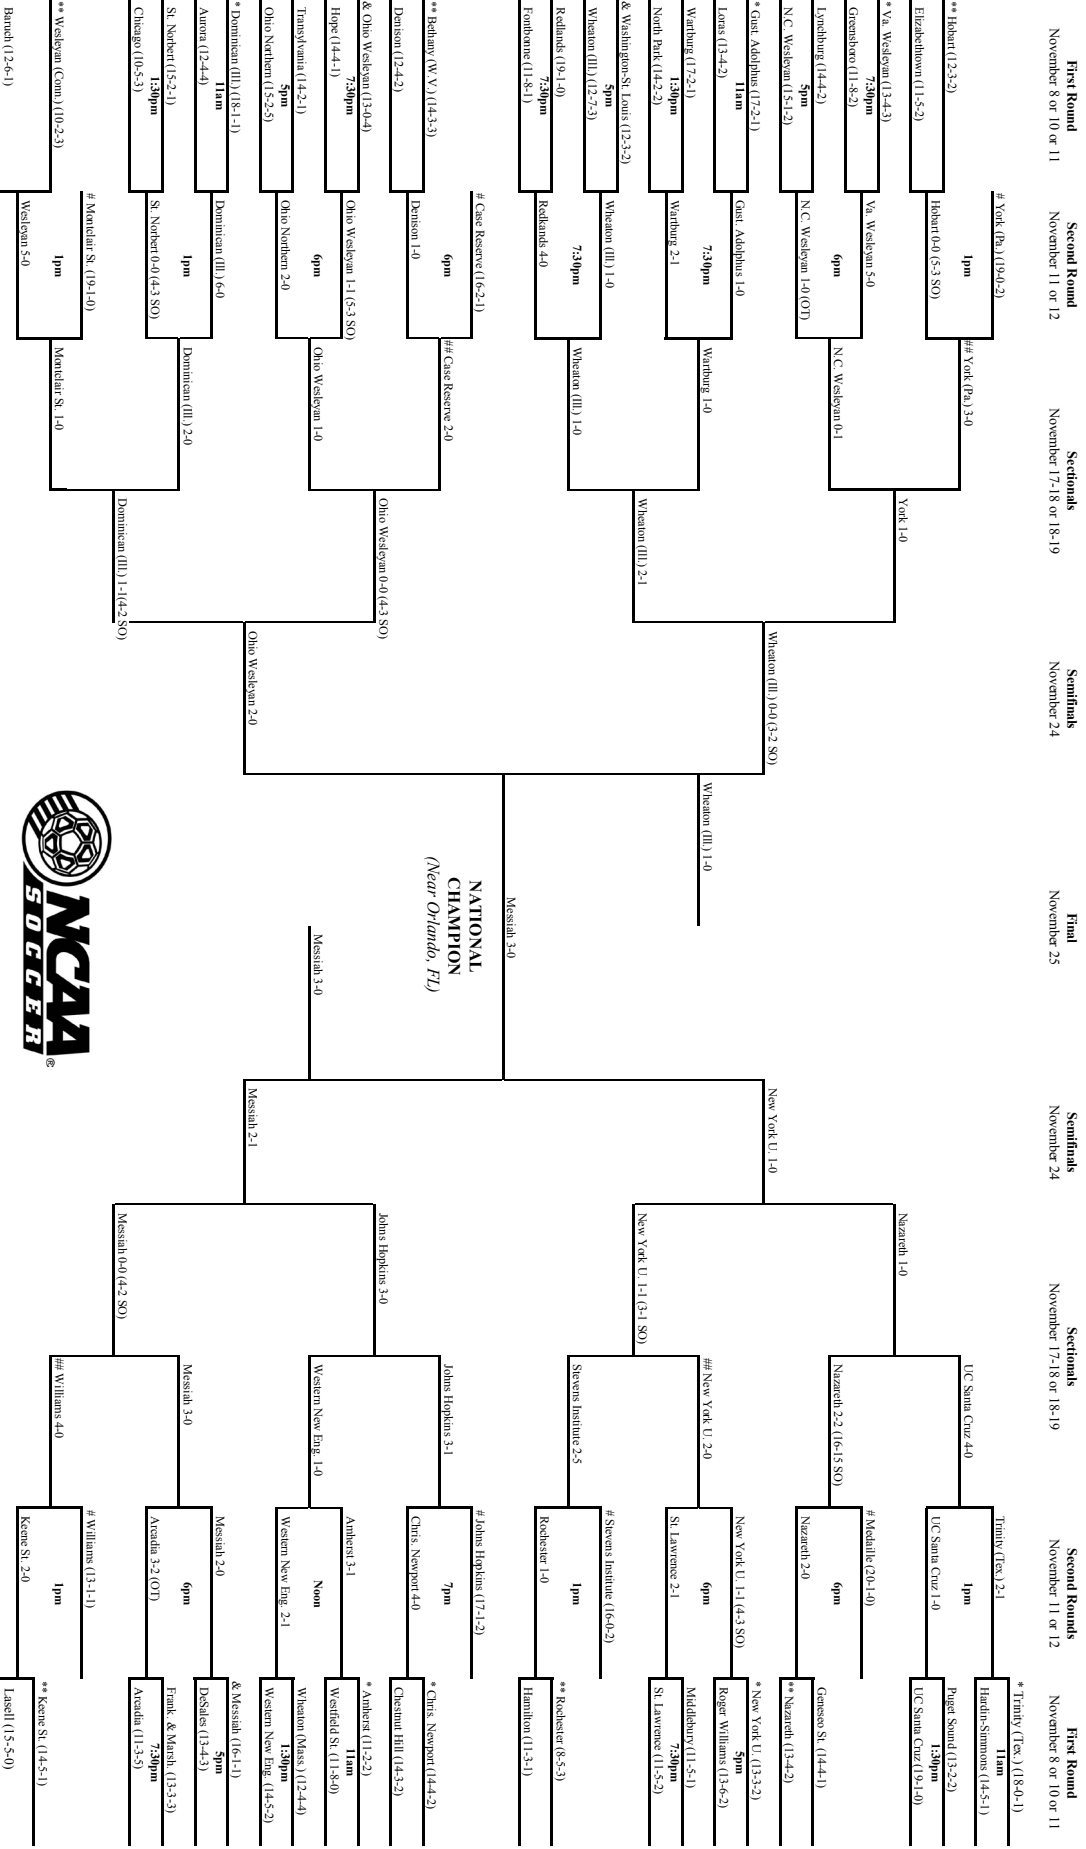 First Round
November 8 or 10 or 11
Second Round
November 11 or 12
Sectionals
November 17-18 or 18-19
Semifinals
November 24
Final
November 25
Semifinals
November 24
Sectionals
November 17-18 or 18-19
Second Rounds
November 11 or 12
First Round
November 8 or 10 or 11
** Hobart (12-3-2)
Elizabethtown (11-5-2)
* Va. Wesleyan (13-4-3)
7:30pm
Greensboro (11-8-2)
Lynchburg (14-4-2)
5pm
N.C. Wesleyan (15-1-2)
* Gust. Adolphus (17-2-1)
11am
Loras (13-4-2)
Wartburg (17-2-1)
1:30pm
North Park (14-2-2)
& Washington-St. Louis (12-3-2)
5pm
Wheaton (Ill.) (12-7-3)
Redlands (19-1-0)
7:30pm
Fontbonne (11-8-1)
** Bethany (W.V.) (14-3-3)
Denison (12-4-2)
& Ohio Wesleyan (13-0-4)
7:30pm
Hope (14-4-1)
Transylvania (14-2-1)
5pm
Ohio Northern (15-2-5)
* Dominican (Ill.) (18-1-1)
11am
Aurora (12-4-4)
St. Norbert (15-2-1)
1:30pm
Chicago (10-5-3)
** Wesleyan (Conn.) (10-2-3)
Baruch (12-6-1)
# York (Pa.) (19-0-2)
1pm
Hobart 0-0 (5-3 SO)
Va. Wesleyan 5-0
6pm
N.C. Wesleyan 1-0 (OT)
Gust. Adolphus 1-0
7:30pm
Wartburg 2-1
Wheaton (Ill.) 1-0
7:30pm
Redkands 4-0
# Case Reserve (16-2-1)
6pm
Denison 1-0
Ohio Wesleyan 1-1 (5-3 SO)
6pm
Ohio Northern 2-0
Dominican (Ill.) 6-0
1pm
St. Norbert 0-0 (4-3 SO)
# Montclair St. (19-1-0)
1pm
Wesleyan 5-0
## York (Pa.) 3-0
N.C. Wesleyan 0-1
Wartburg 1-0
Wheaton (Ill.) 1-0
## Case Reserve 2-0
Ohio Wesleyan 1-0
Dominican (Ill.) 2-0
Montclair St. 1-0
York 1-0
Wheaton (Ill.) 2-1
Ohio Wesleyan 0-0 (4-3 SO)
Dominican (Ill.) 1-1(4-2 SO)
Wheaton (Ill.) 0-0 (3-2 SO)
Ohio Wesleyan 2-0
Wheaton (Ill.) 1-0
Messiah 3-0
NATIONAL
CHAMPION
(Near Orlando, FL)
Messiah 3-0
NCAA
SOCCER
®
New York U. 1-0
Messiah 2-1
Nazareth 1-0
New York U. 1-1 (3-1 SO)
Johns Hopkins 3-0
Messiah 0-0 (4-2 SO)
UC Santa Cruz 4-0
Nazareth 2-2 (16-15 SO)
## New York U. 2-0
Stevens Institute 2-5
Johns Hopkins 3-1
Western New Eng. 1-0
Messiah 3-0
## Williams 4-0
Trinity (Tex.) 2-1
1pm
UC Santa Cruz 1-0
# Medaille (20-1-0)
6pm
Nazareth 2-0
New York U. 1-1 (4-3 SO)
6pm
St. Lawrence 2-1
# Stevens Institute (16-0-2)
1pm
Rochester 1-0
# Johns Hopkins (17-1-2)
7pm
Chris. Newport 4-0
Amherst 3-1
Noon
Western New Eng. 2-1
Messiah 2-0
6pm
Arcadia 3-2 (OT)
# Williams (13-1-1)
1pm
Keene St. 2-0
* Trinity (Tex.) (18-0-1)
11am
Hardin-Simmons (14-5-1)
Puget Sound (13-2-2)
1:30pm
UC Santa Cruz (19-1-0)
Geneseo St. (14-4-1)
** Nazareth (13-4-2)
* New York U. (13-3-2)
5pm
Roger Williams (13-6-2)
Middlebury (11-5-1)
7:30pm
St. Lawrence (11-5-2)
** Rochester (8-5-3)
Hamilton (11-3-1)
* Chris. Newport (14-4-2)
Chestnut Hill (14-3-2)
* Amherst (11-2-2)
11am
Westfield St. (11-8-0)
Wheaton (Mass.) (12-4-4)
1:30pm
Western New Eng. (14-5-2)
& Messiah (16-1-1)
5pm
DeSales (13-4-3)
Frank. & Marsh. (13-3-3)
7:30pm
Arcadia (11-3-5)
** Keene St. (14-5-1)
Lasell (15-5-0)